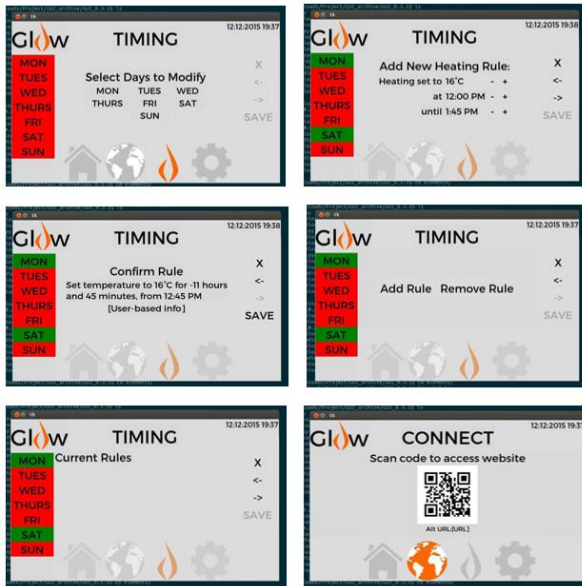 tk
12:12:2015 19:37
Glow TIMING
MON
TUES
WED
THURS
FRI
SAT
SUN
Select Days to Modify
MON TUES WED
THURS FRI SAT
SUN
X
<-
->
SAVE
tk
12:12:2015 19:38
Glow TIMING
MON
TUES
WED
THURS
FRI
SAT
SUN
Add New Heating Rule:
Heating set to 16°C - +
at 12:00 PM - +
until 1:45 PM - +
X
<-
->
SAVE
tk
12:12:2015 19:38
Glow TIMING
MON
TUES
WED
THURS
FRI
SAT
SUN
Confirm Rule
Set temperature to 16°C for -11 hours
and 45 minutes, from 12:45 PM
[User-based info]
X
<-
->
SAVE
tk
12:12:2015 19:37
Glow TIMING
MON
TUES
WED
THURS
FRI
SAT
SUN
Add Rule Remove Rule
X
<-
->
SAVE
tk
12:12:2015 19:37
Glow TIMING
MON
TUES
WED
THURS
FRI
SAT
SUN
Current Rules
X
<-
->
SAVE
tk
12:12:2015 19:37
Glow CONNECT
Scan code to access website
Alt URL:[URL]